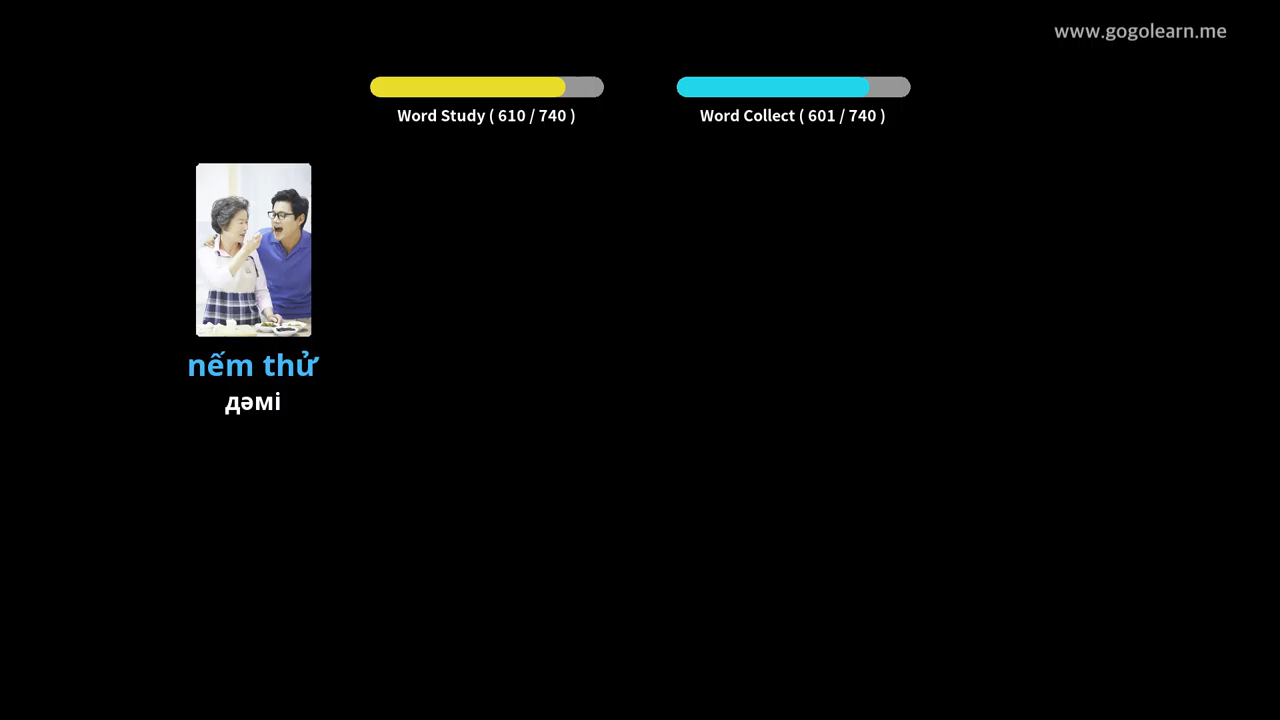 www.gogolearn.me
Word Study ( 610 / 740 )
Word Collect ( 601 / 740 )
nếm thử
дәмі